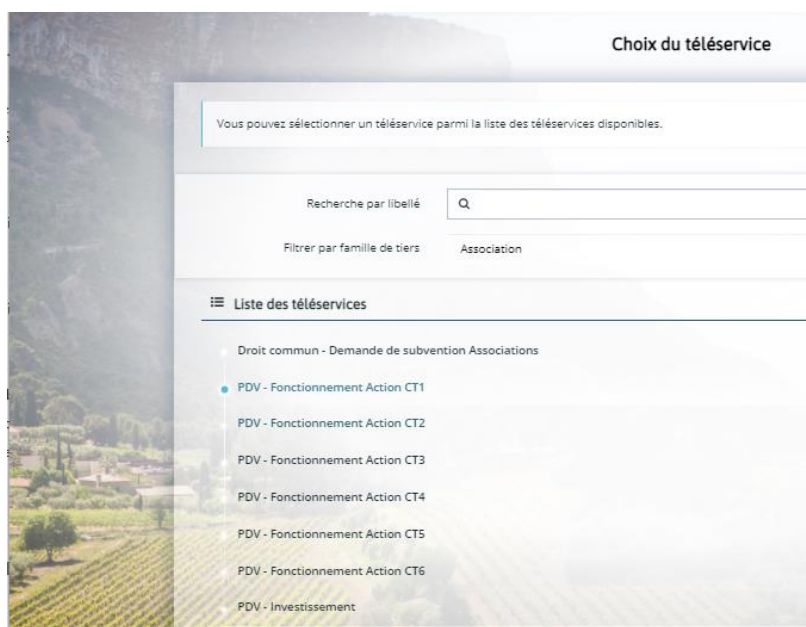 Choix du téléservice
Vous pouvez sélectionner un téléservice parmi la liste des téléservices disponibles.
Recherche par libellé
Filtrer par famille de tiers Association
Liste des téléservices
Droit commun - Demande de subvention Associations
PDV - Fonctionnement Action CT1
PDV - Fonctionnement Action CT2
PDV - Fonctionnement Action CT3
PDV - Fonctionnement Action CT4
PDV - Fonctionnement Action CT5
PDV - Fonctionnement Action CT6
PDV - Investissement